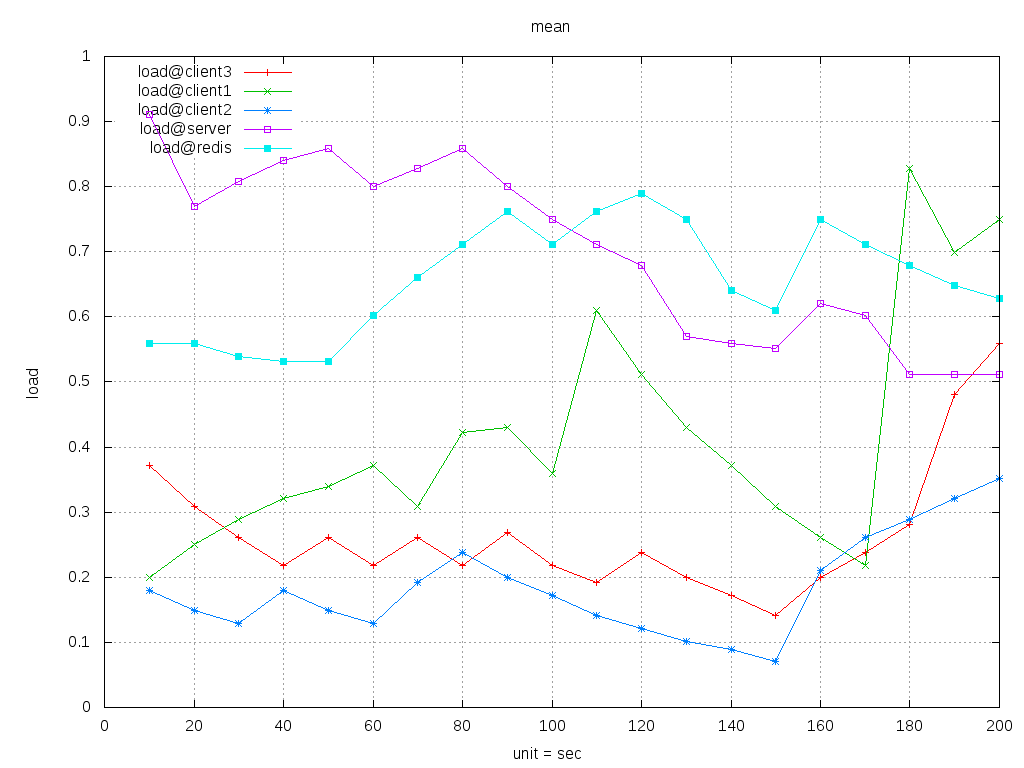 mean
1
0.9
0.8
0.7
0.6
0.5
0.4
0.3
0.2
0.1
0
load
load@client3
load@client1
load@client2
load@server
load@redis
0 20 40 60 80 100 120 140 160 180 200
unit = sec